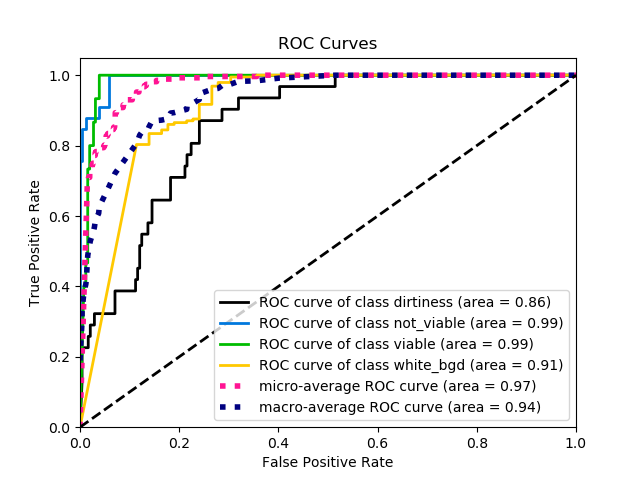 ROC Curves
1.0
0.8
0.6
0.4
0.2
0.0
True Positive Rate
ROC curve of class dirtiness (area = 0.86)
ROC curve of class not_viable (area = 0.99)
ROC curve of class viable (area = 0.99)
ROC curve of class white_bgd (area = 0.91)
micro-average ROC curve (area = 0.97)
macro-average ROC curve (area = 0.94)
0.0 0.2 0.4 0.6 0.8 1.0
False Positive Rate